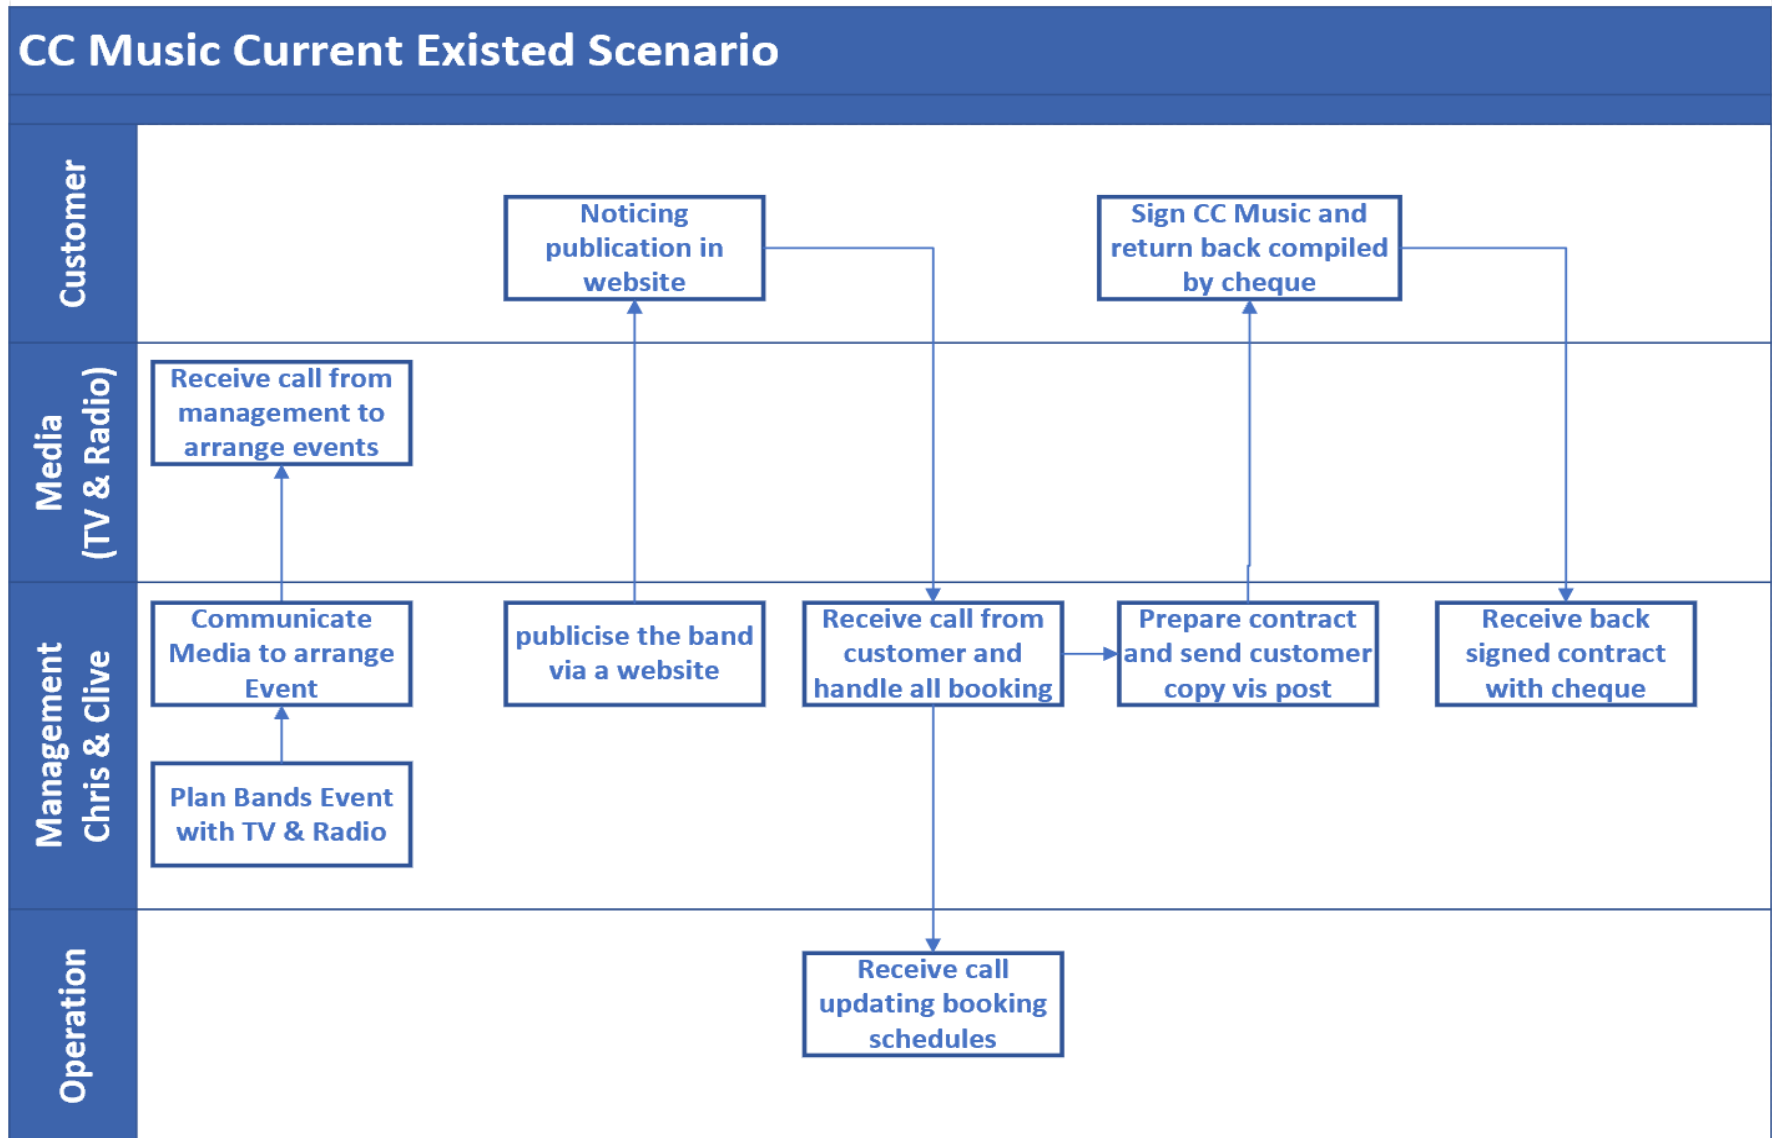 CC Music Current Existed Scenario
Customer
Noticing
publication in
website
Sign CC Music and
return back compiled
by cheque
Media
(TV & Radio)
Receive call from
management to
arrange events
Management
Chris & Clive
Communicate
Media to arrange
Event
publicise the band
via a website
Receive call from
customer and
handle all booking
Prepare contract
and send customer
copy vis post
Receive back
signed contract
with cheque
Plan Bands Event
with TV & Radio
Operation
Receive call
updating booking
schedules